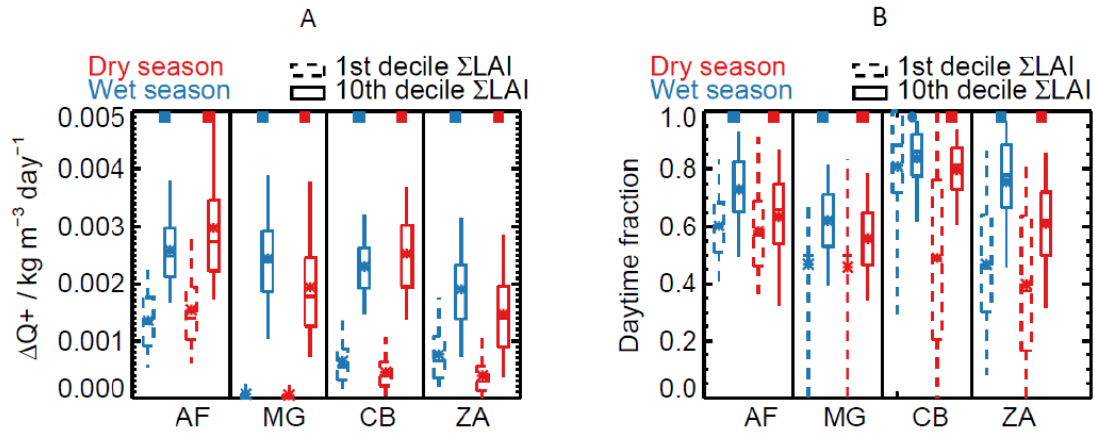 A
Dry season
Wet season
1st decile ΣLAI
10th decile ΣLAI
0.005
0.004
0.003
0.002
0.001
0.000
ΔQ+ / kg m⁻³ day⁻¹
AF MG CB ZA
B
Dry season
Wet season
1st decile ΣLAI
10th decile ΣLAI
1.0
0.8
0.6
0.4
0.2
0.0
Daytime fraction
AF MG CB ZA